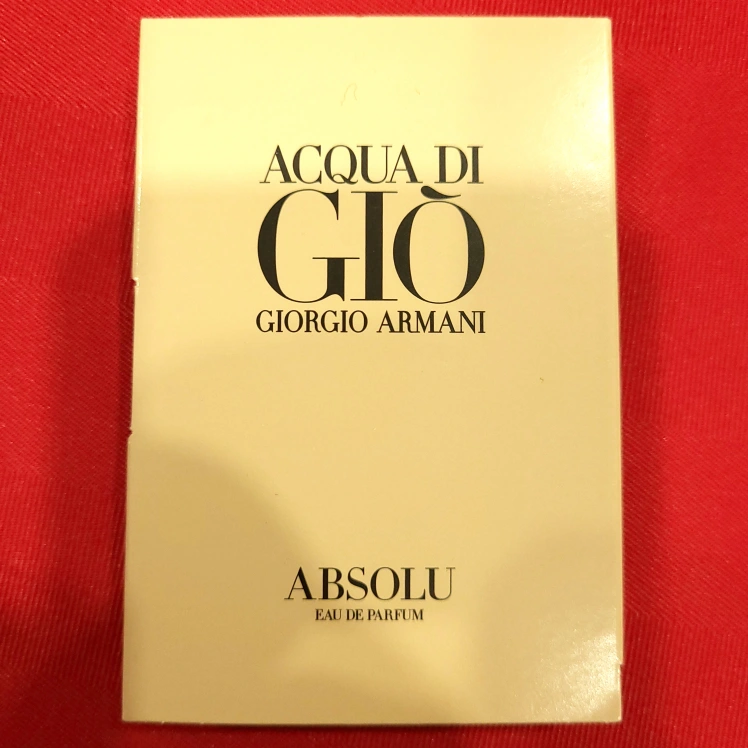 ACQUA DI
GIÒ
GIORGIO ARMANI
ABSOLU
EAU DE PARFUM